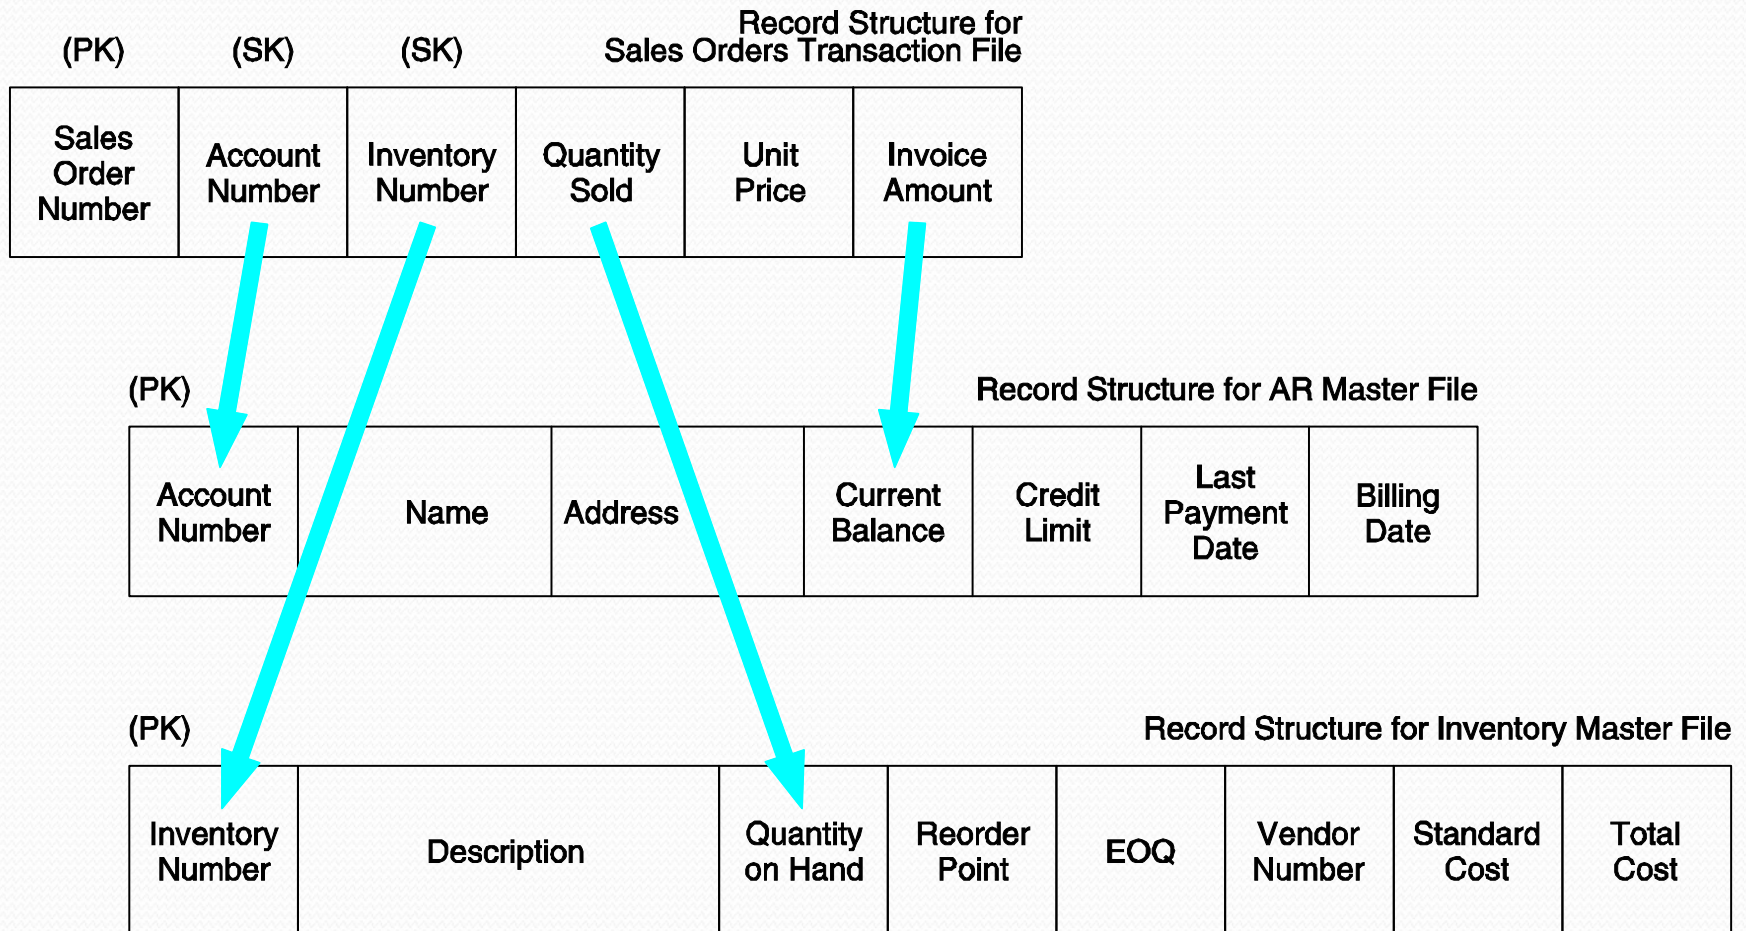 Record Structure for
(PK) (SK) (SK) Sales Orders Transaction File
Sales
Order
Number
Account
Number
Inventory
Number
Quantity
Sold
Unit
Price
Invoice
Amount
(PK) Record Structure for AR Master File
Account
Number
Name
Address
Current
Balance
Credit
Limit
Last
Payment
Date
Billing
Date
(PK) Record Structure for Inventory Master File
Inventory
Number
Description
Quantity
on Hand
Reorder
Point
EOQ
Vendor
Number
Standard
Cost
Total
Cost